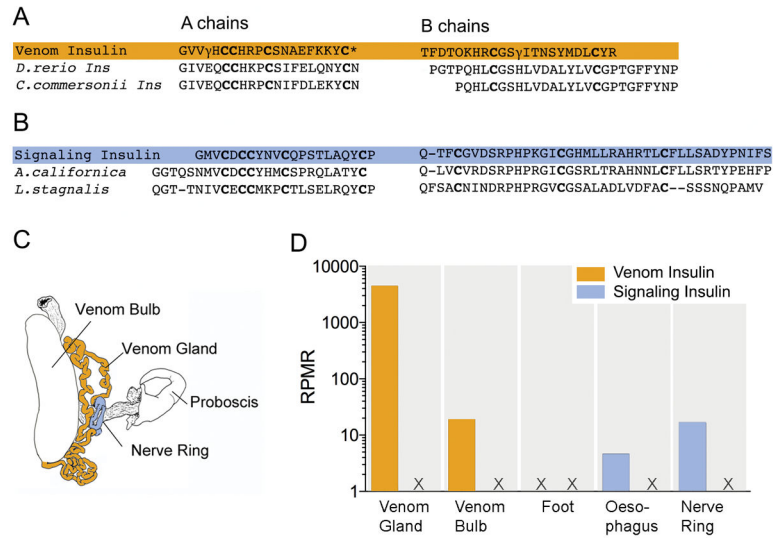 A
A chains
B chains
Venom Insulin GVVγHCCHRPCSNAEFKKYC* TFDTOKHRCGSγITNSYMDLCYR
D.rerio Ins GIVEQCCHKPCSIFELQNYCN PGTPQHLCGSHLVDALYLVCGPTGFFYNP
C.commersonii Ins GIVEQCCHRPCNIFDLEKYCN PQHLCGSHLVDALYLVCGPTGFFYNP
B
Signaling Insulin GMVCDCCYNVCQPSTLAQYCP Q-TFCGVDSRPHPKGICGHMLLRAHRTLCFLLSADYPNIFS
A.californica GGTQSNMVCDCCYHMCSPRQLATYC Q-LVCVRDSRPHPKGICGSRLTRAHNNLCFLLSRTYPEHFP
L.stagnalis QGT-TNIVCECCMKPCTLSELRQYCP QFSACNINDRPHPRGVCGSALADLVDFAC--SSSNQPAMV
C
Venom Bulb
Venom Gland
Proboscis
Nerve Ring
D
Venom Insulin
Signaling Insulin
RPMR
10000
1000
100
10
1
X X X X X X
Venom Gland
Venom Bulb
Foot
Oeso-
phagus
Nerve Ring